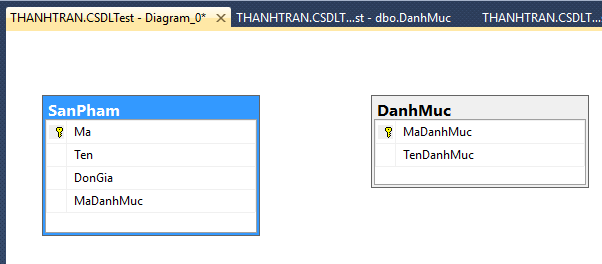 THANHTRAN.CSDLTest - Diagram_0* THANHTRAN.CSDLT...st - dbo.DanhMuc THANHTRAN.CSDLT...
SanPham
Ma
Ten
DonGia
MaDanhMuc
DanhMuc
MaDanhMuc
TenDanhMuc